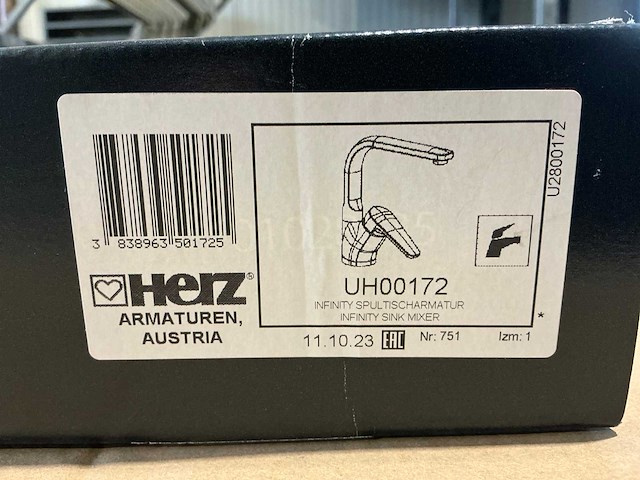 3 838963 501725
HERZ®
ARMATUREN,
AUSTRIA
UH00172
INFINITY SPULTISCHARMATUR
INFINITY SINK MIXER
11.10.23 EAC Nr: 751 Izm: 1
*
U2800172